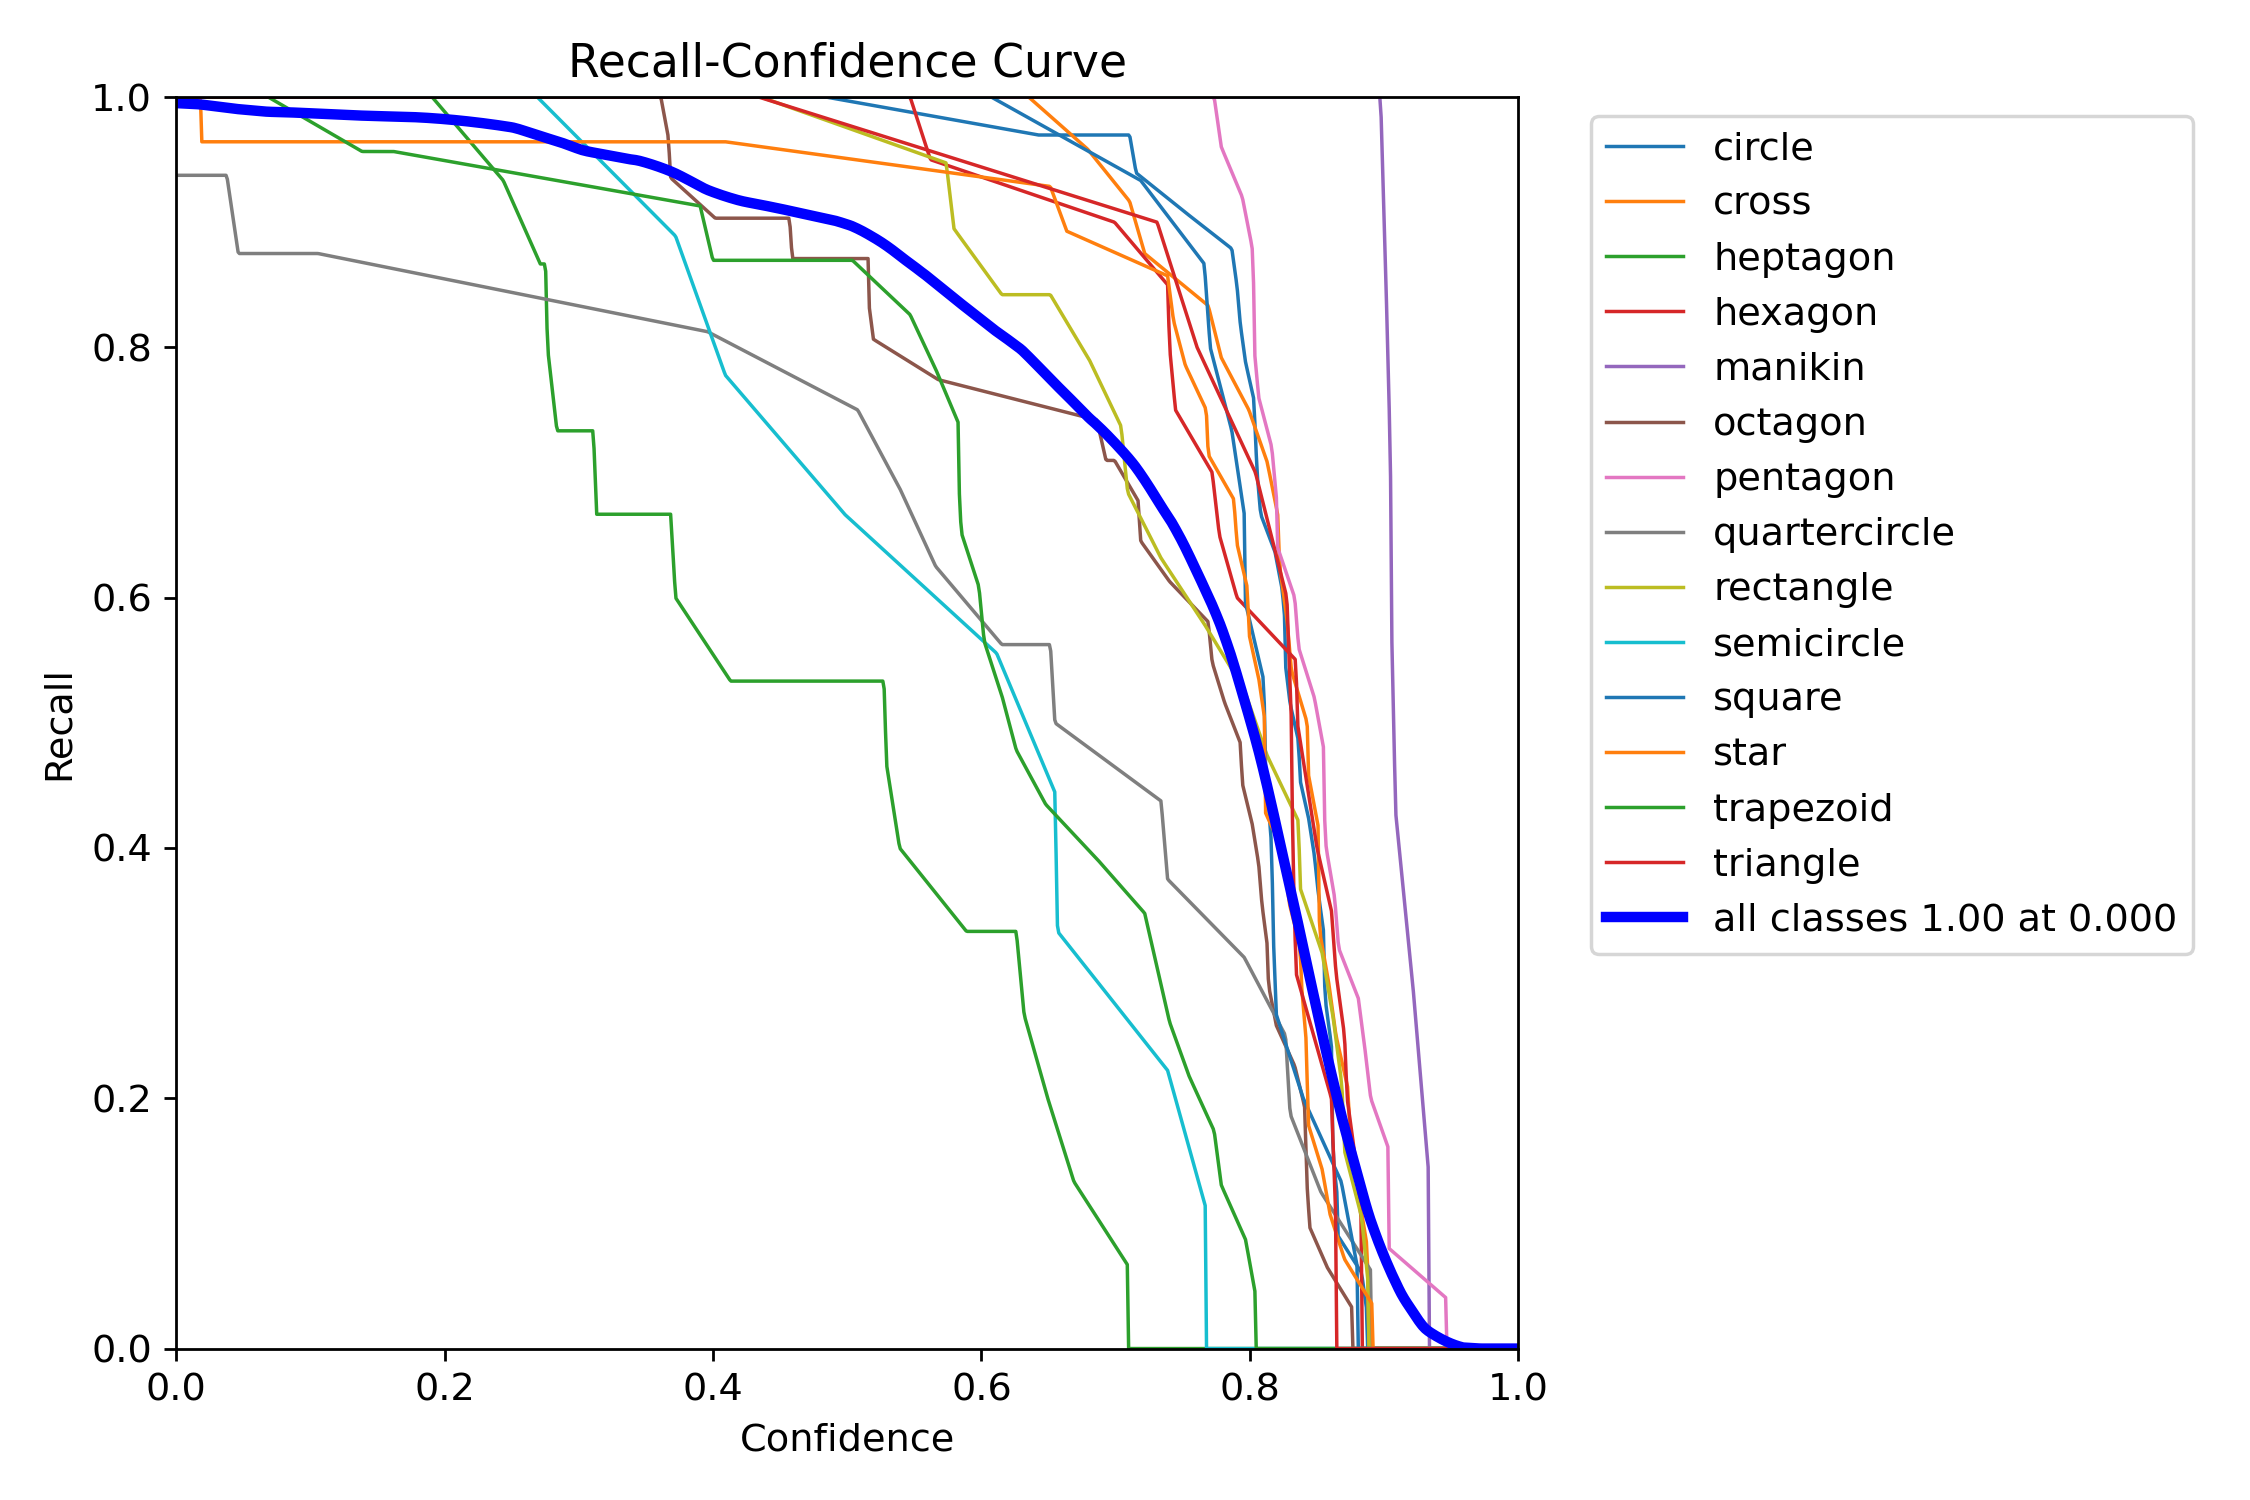 Recall-Confidence Curve
1.0
0.8
0.6
0.4
0.2
0.0
Recall
0.0 0.2 0.4 0.6 0.8 1.0
Confidence
circle
cross
heptagon
hexagon
manikin
octagon
pentagon
quartercircle
rectangle
semicircle
square
star
trapezoid
triangle
all classes 1.00 at 0.000